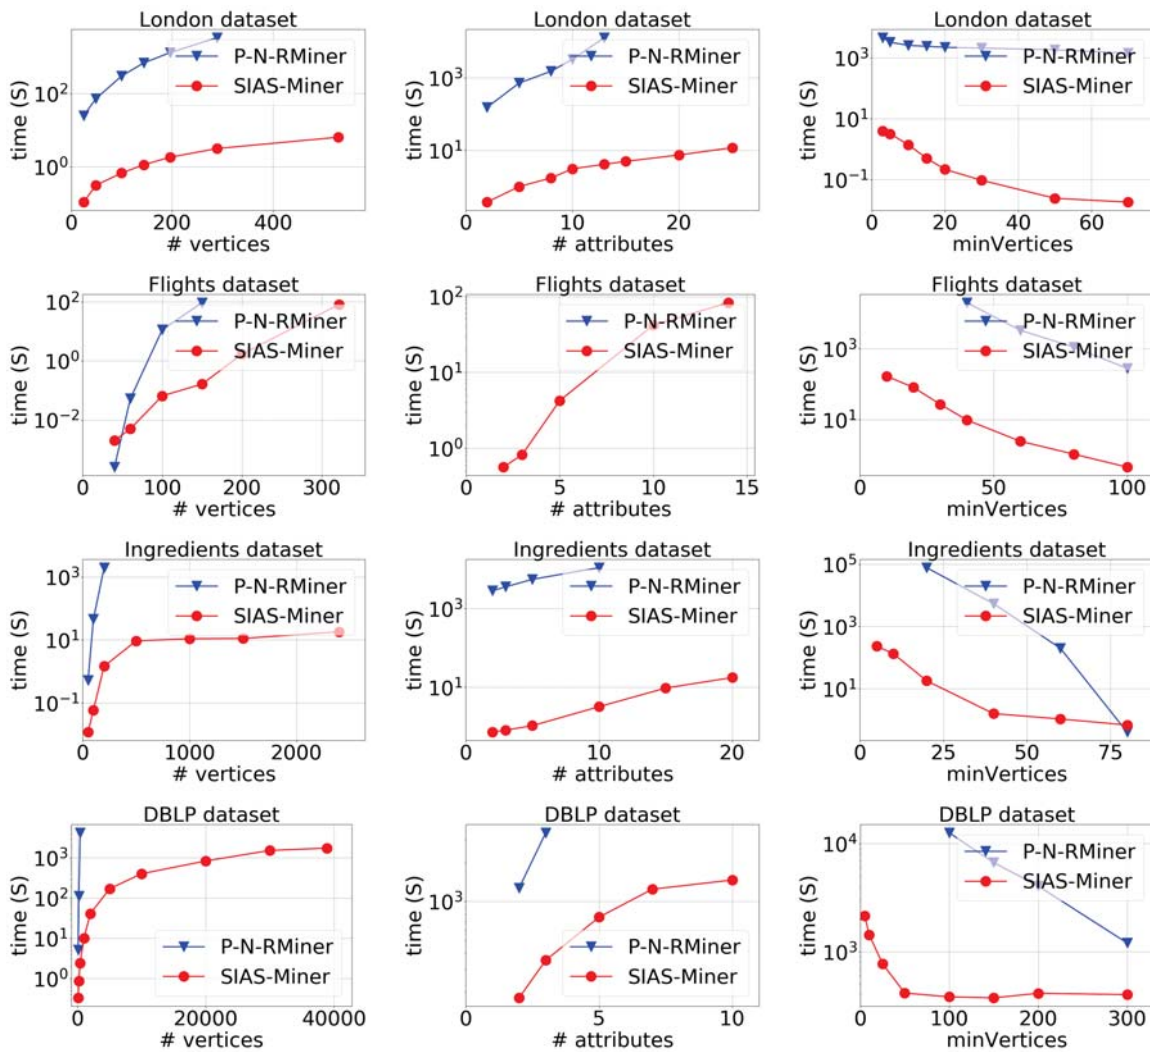 London dataset
London dataset
London dataset
time (S)
10^2
10^0
P-N-RMiner
SIAS-Miner
0 200 400
# vertices
time (S)
10^3
10^1
P-N-RMiner
SIAS-Miner
0 10 20
# attributes
time (S)
10^3
10^1
10^−1
P-N-RMiner
SIAS-Miner
0 20 40 60
minVertices
Flights dataset
Flights dataset
Flights dataset
time (S)
10^2
10^0
10^−2
P-N-RMiner
SIAS-Miner
0 100 200 300
# vertices
time (S)
10^2
10^1
10^0
P-N-RMiner
SIAS-Miner
0 5 10 15
# attributes
time (S)
10^3
10^1
P-N-RMiner
SIAS-Miner
0 50 100
minVertices
Ingredients dataset
Ingredients dataset
Ingredients dataset
time (S)
10^3
10^1
10^−1
P-N-RMiner
SIAS-Miner
0 1000 2000
# vertices
time (S)
10^3
10^1
P-N-RMiner
SIAS-Miner
0 10 20
# attributes
time (S)
10^5
10^3
10^1
P-N-RMiner
SIAS-Miner
0 25 50 75
minVertices
DBLP dataset
DBLP dataset
DBLP dataset
time (S)
10^3
10^2
10^1
10^0
P-N-RMiner
SIAS-Miner
0 20000 40000
# vertices
time (S)
10^3
P-N-RMiner
SIAS-Miner
0 5 10
# attributes
time (S)
10^4
10^3
P-N-RMiner
SIAS-Miner
0 100 200 300
minVertices